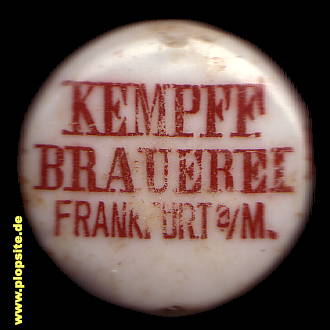 KEMPFF
BRAUEREI
FRANKFURT a/M.
www.plopsite.de